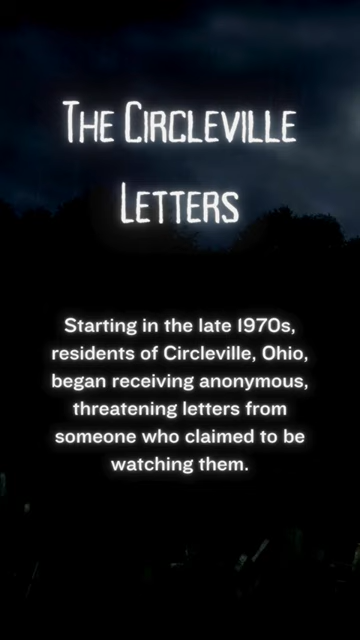 The Circleville
Letters
Starting in the late 1970s,
residents of Circleville, Ohio,
began receiving anonymous,
threatening letters from
someone who claimed to be
watching them.